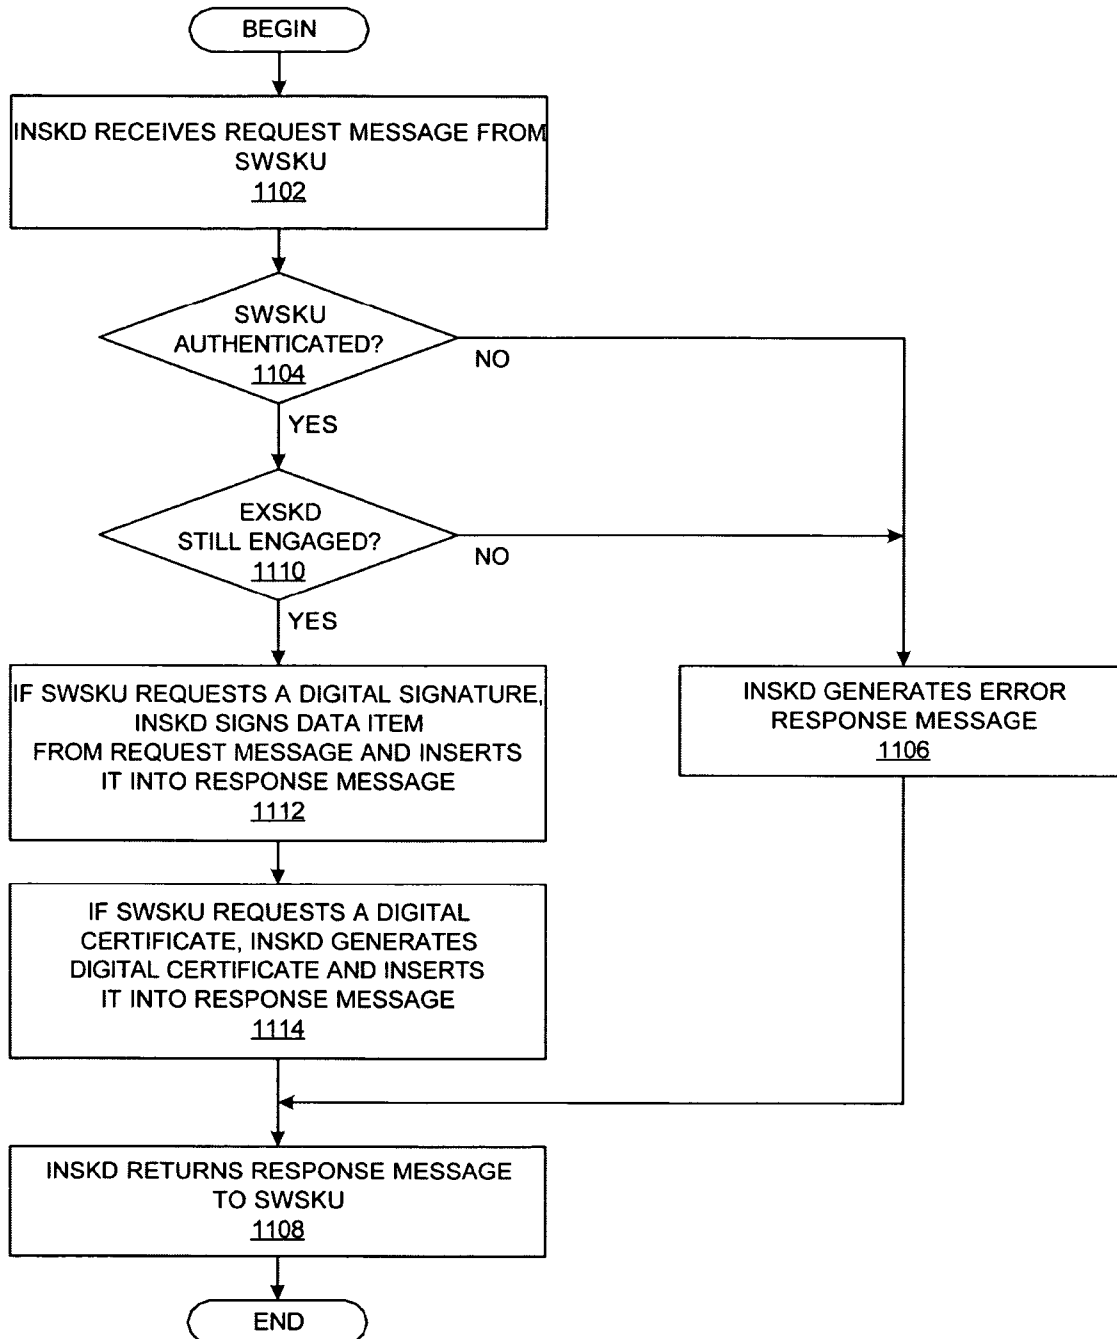 BEGIN
INSKD RECEIVES REQUEST MESSAGE FROM
SWSKU
1102
SWSKU
AUTHENTICATED?
1104
NO
YES
EXSKD
STILL ENGAGED?
1110
NO
YES
IF SWSKU REQUESTS A DIGITAL SIGNATURE,
INSKD SIGNS DATA ITEM
FROM REQUEST MESSAGE AND INSERTS
IT INTO RESPONSE MESSAGE
1112
INSKD GENERATES ERROR
RESPONSE MESSAGE
1106
IF SWSKU REQUESTS A DIGITAL
CERTIFICATE, INSKD GENERATES
DIGITAL CERTIFICATE AND INSERTS
IT INTO RESPONSE MESSAGE
1114
INSKD RETURNS RESPONSE MESSAGE
TO SWSKU
1108
END